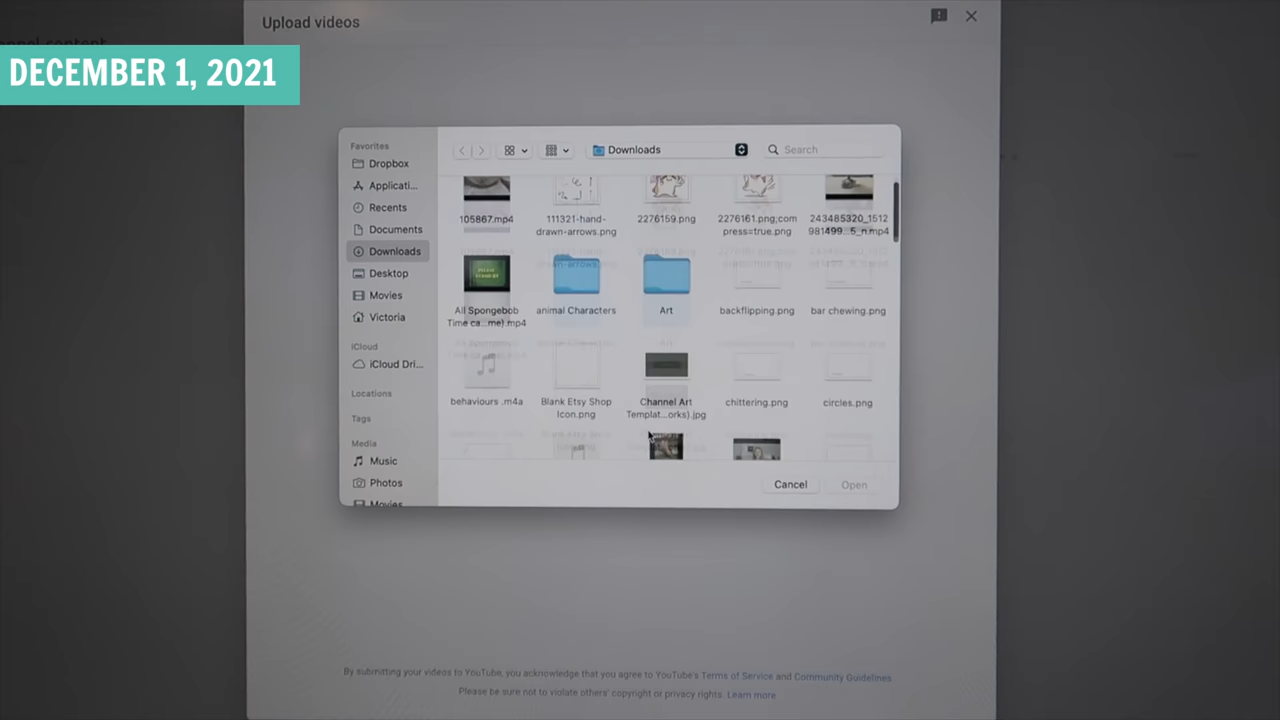 Upload videos
DECEMBER 1, 2021
Favorites
Dropbox
Applicati...
Recents
Documents
Downloads
Desktop
Movies
Victoria
iCloud
iCloud Dri...
Locations
Tags
Media
Music
Photos
Movies
Downloads
Search
105867.mp4
111321-hand-
drawn-arrows.png
2276159.png
2276161.png;com
press=true.png
243485320_1512
981499...5_n.mp4
All Spongebob
Time ca...me).mp4
animal Characters
Art
backflipping.png
bar chewing.png
behaviours .m4a
Blank Etsy Shop
Icon.png
Channel Art
Templat...orks).jpg
chittering.png
circles.png
Cancel
Open
By submitting your videos to YouTube, you acknowledge that you agree to YouTube's Terms of Service and Community Guidelines.
Please be sure not to violate others' copyright or privacy rights. Learn more